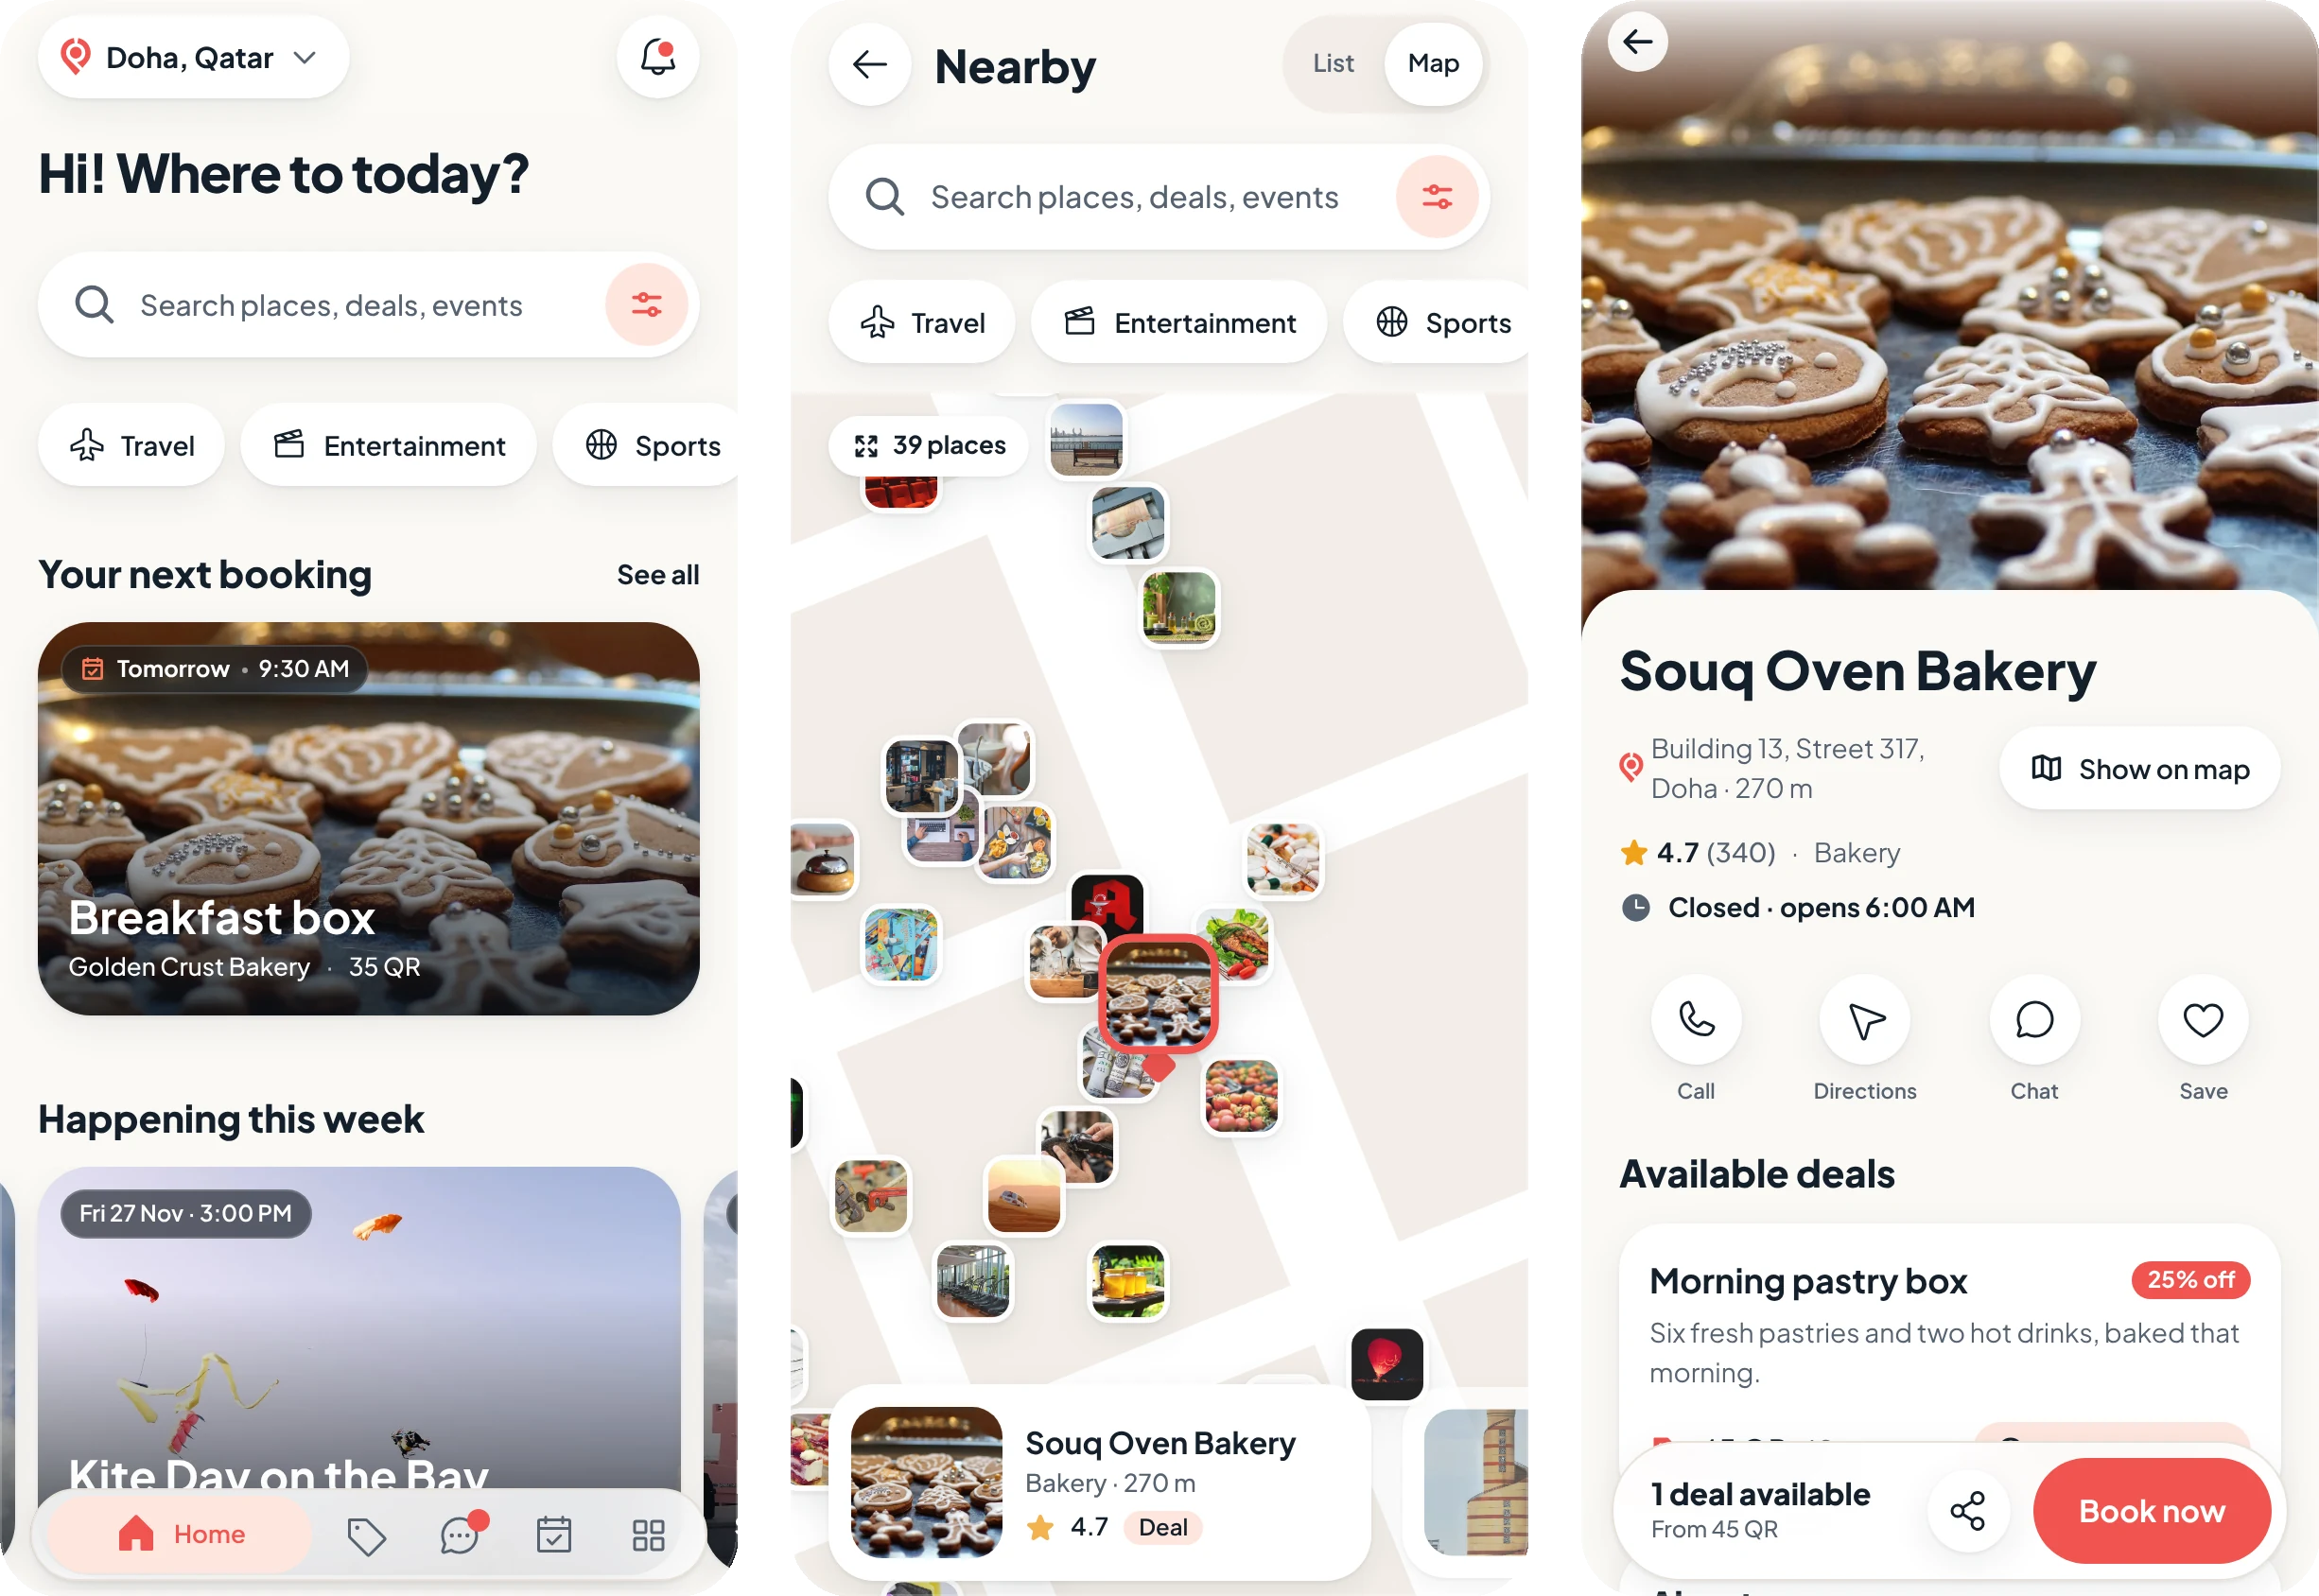 Doha, Qatar
Hi! Where to today?
Search places, deals, events
Travel
Entertainment
Sports
Your next booking
See all
Tomorrow • 9:30 AM
Breakfast box
Golden Crust Bakery · 35 QR
Happening this week
Fri 27 Nov · 3:00 PM
Kite Day on the Bay
Home
Nearby
List
Map
Search places, deals, events
Travel
Entertainment
Sports
39 places
Souq Oven Bakery
Bakery · 270 m
4.7
Deal
Souq Oven Bakery
Building 13, Street 317,
Doha · 270 m
Show on map
4.7 (340) · Bakery
Closed · opens 6:00 AM
Call
Directions
Chat
Save
Available deals
Morning pastry box
25% off
Six fresh pastries and two hot drinks, baked that
morning.
1 deal available
From 45 QR
Book now